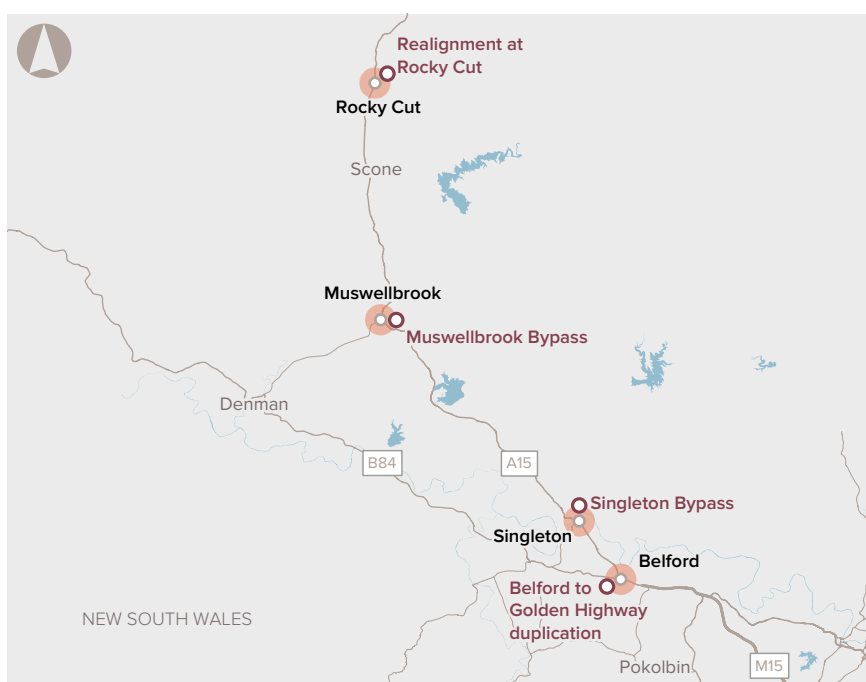 Realignment at
Rocky Cut
Rocky Cut
Scone
Muswellbrook
Muswellbrook Bypass
Denman
B84
A15
Singleton Bypass
Singleton
Belford
Belford to
Golden Highway
duplication
NEW SOUTH WALES
Pokolbin
M15